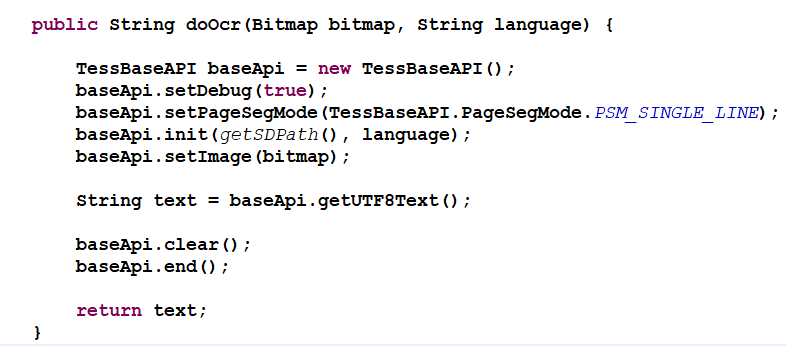 public String doOcr(Bitmap bitmap, String language) {
TessBaseAPI baseApi = new TessBaseAPI();
baseApi.setDebug(true);
baseApi.setPageSegMode(TessBaseAPI.PageSegMode.PSM_SINGLE_LINE);
baseApi.init(getSDPath(), language);
baseApi.setImage(bitmap);
String text = baseApi.getUTF8Text();
baseApi.clear();
baseApi.end();
return text;
}